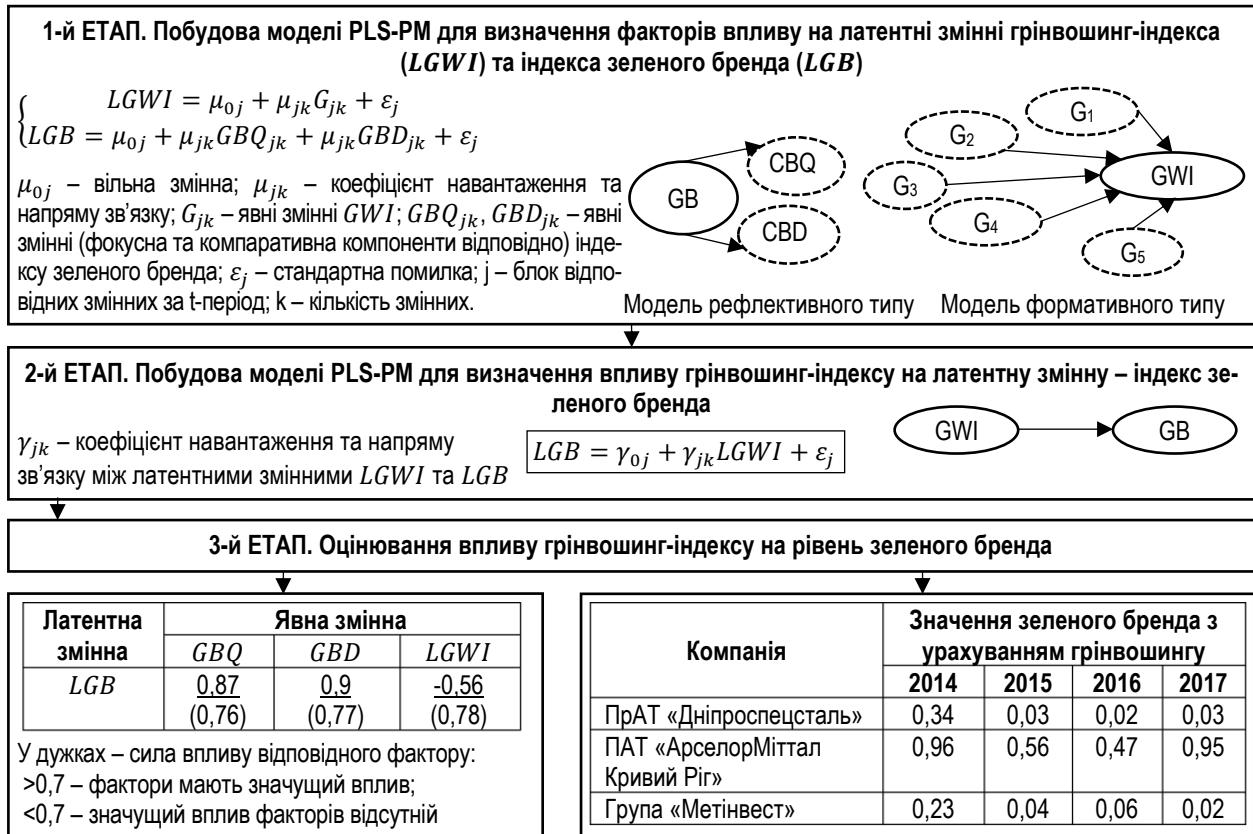 1-й ЕТАП. Побудова моделі PLS-PM для визначення факторів впливу на латентні змінні грінвошинг-індекса
(LGWI) та індекса зеленого бренда (LGB)
{ LGWI = μ₀ⱼ + μⱼₖGⱼₖ + εⱼ
LGB = μ₀ⱼ + μⱼₖGBQⱼₖ + μⱼₖGBDⱼₖ + εⱼ
μ₀ⱼ – вільна змінна; μⱼₖ – коефіцієнт навантаження та
напряму зв’язку; Gⱼₖ – явні змінні GWI; GBQⱼₖ, GBDⱼₖ – явні
змінні (фокусна та компаративна компоненти відповідно) інде-
ксу зеленого бренда; εⱼ – стандартна помилка; j – блок відпо-
відних змінних за t-період; k – кількість змінних.
GB
CBQ
CBD
Модель рефлективного типу
G₁
G₂
G₃
G₄
G₅
GWI
Модель формативного типу
2-й ЕТАП. Побудова моделі PLS-PM для визначення впливу грінвошинг-індексу на латентну змінну – індекс зе-
леного бренда
γⱼₖ – коефіцієнт навантаження та напряму
зв’язку між латентними змінними LGWI та LGB
LGB = γ₀ⱼ + γⱼₖLGWI + εⱼ
GWI
GB
3-й ЕТАП. Оцінювання впливу грінвошинг-індексу на рівень зеленого бренда
Латентна змінна
Явна змінна
GBQ GBD LGWI
LGB 0,87 0,9 -0,56
(0,76) (0,77) (0,78)
У дужках – сила впливу відповідного фактору:
>0,7 – фактори мають значущий вплив;
<0,7 – значущий вплив факторів відсутній
Компанія
Значення зеленого бренда з
урахуванням грінвошингу
2014 2015 2016 2017
ПрАТ «Дніпроспецсталь» 0,34 0,03 0,02 0,03
ПАТ «АрселорМіттал
Кривий Ріг» 0,96 0,56 0,47 0,95
Група «Метінвест» 0,23 0,04 0,06 0,02